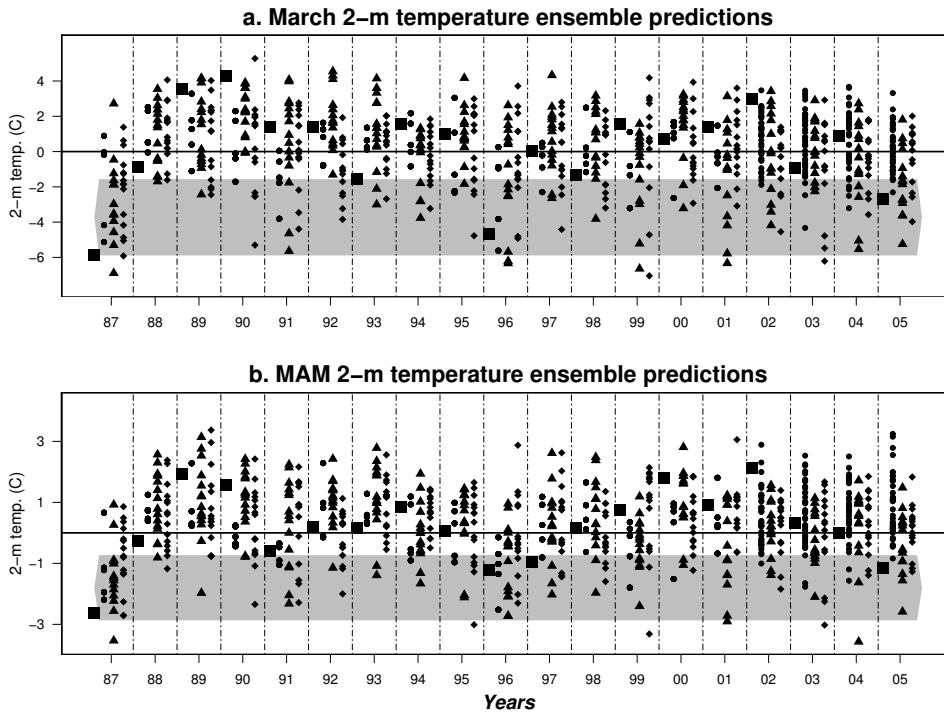 a. March 2−m temperature ensemble predictions
2−m temp. (C)
4
2
0
−2
−4
−6
87 88 89 90 91 92 93 94 95 96 97 98 99 00 01 02 03 04 05
b. MAM 2−m temperature ensemble predictions
2−m temp. (C)
3
1
−1
−3
87 88 89 90 91 92 93 94 95 96 97 98 99 00 01 02 03 04 05
Years